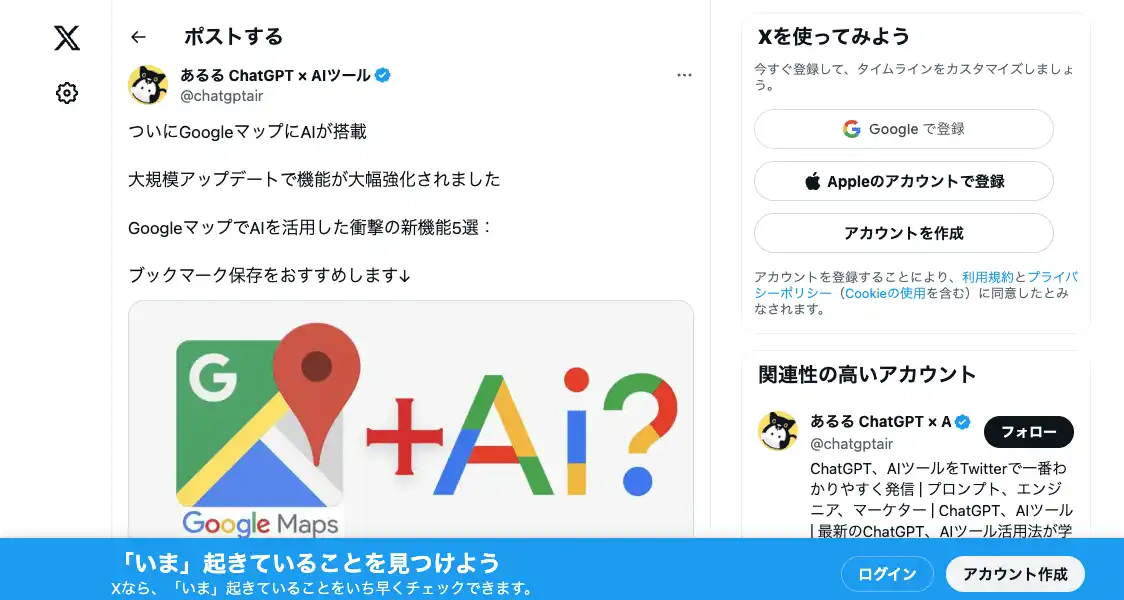 ポストする
あるる ChatGPT × AIツール
@chatgptair
ついにGoogleマップにAIが搭載
大規模アップデートで機能が大幅強化されました
GoogleマップでAIを活用した衝撃の新機能5選：
ブックマーク保存をおすすめします↓
G
+Ai?
Google Maps
Xを使ってみよう
今すぐ登録して、タイムラインをカスタマイズしましょ
う。
Google で登録
Appleのアカウントで登録
アカウントを作成
アカウントを登録することにより、利用規約とプライバ
シーポリシー（Cookieの使用を含む）に同意したとみ
なされます。
関連性の高いアカウント
あるる ChatGPT × A
@chatgptair
フォロー
ChatGPT、AIツールをTwitterで一番わ
かりやすく発信 | プロンプト、エンジ
ニア、マーケター | ChatGPT、AIツール
| 最新のChatGPT、AIツール活用法が学
「いま」起きていることを見つけよう
Xなら、「いま」起きていることをいち早くチェックできます。
ログイン
アカウント作成